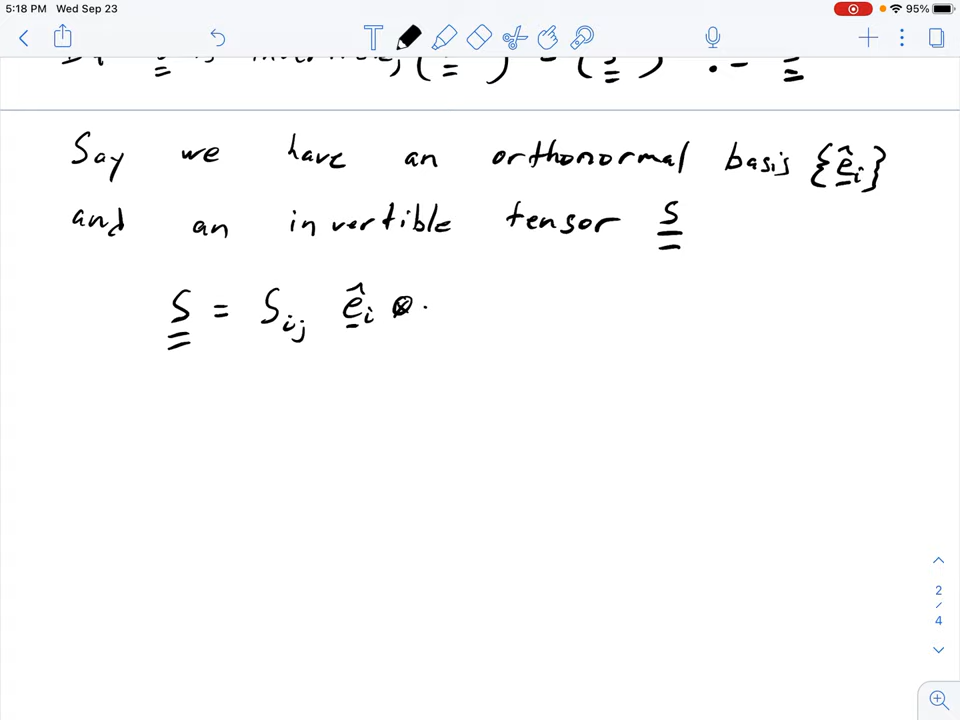 5:18 PM Wed Sep 23 95%
Say we have an orthonormal basis {ê_i}
and an invertible tensor S
S = S_ij ê_i ⊗
2
/
4